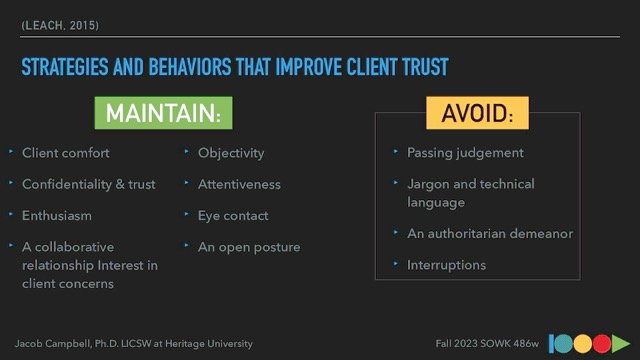 (LEACH, 2015)
STRATEGIES AND BEHAVIORS THAT IMPROVE CLIENT TRUST
MAINTAIN:
‣ Client comfort
‣ Confidentiality & trust
‣ Enthusiasm
‣ A collaborative
relationship Interest in
client concerns
‣ Objectivity
‣ Attentiveness
‣ Eye contact
‣ An open posture
AVOID:
‣ Passing judgement
‣ Jargon and technical
language
‣ An authoritarian demeanor
‣ Interruptions
Jacob Campbell, Ph.D. LICSW at Heritage University
Fall 2023 SOWK 486w